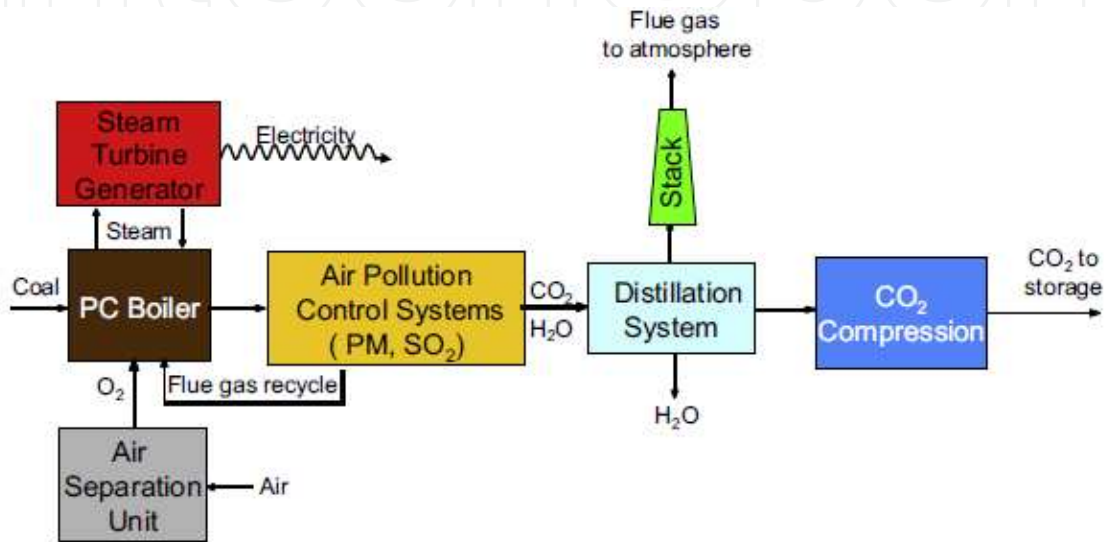 Flue gas
to atmosphere
Steam
Turbine
Generator
Electricity
Stack
Steam
Coal
PC Boiler
Air Pollution
Control Systems
( PM, SO₂)
CO₂
H₂O
Distillation
System
CO₂
Compression
CO₂ to
storage
O₂
Flue gas recycle
H₂O
Air
Separation
Unit
Air